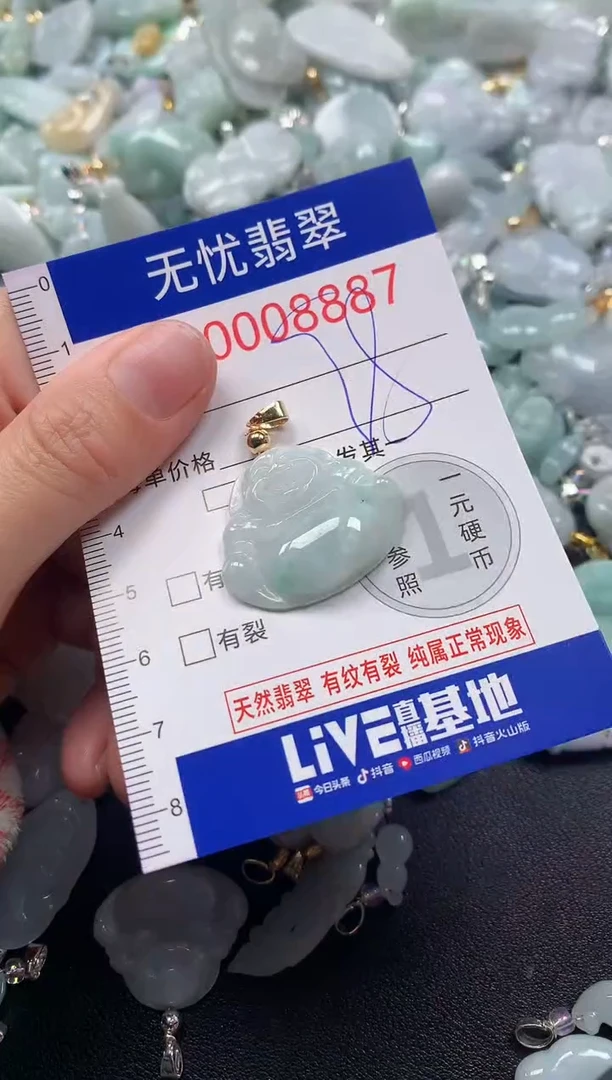 无忧翡翠
0008887
单价格
发其
一元硬币
1
参照
有
有裂
天然翡翠 有纹有裂 纯属正常现象
LiVE直播基地
今日头条 抖音 西瓜视频 抖音火山版
0
1
4
5
6
7
8